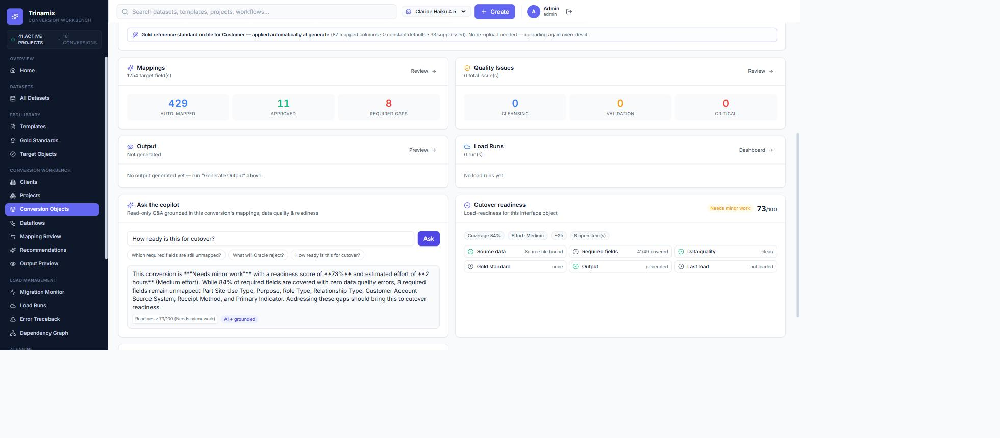 Trinamix
CONVERSION WORKBENCH
41 ACTIVE PROJECTS · 181 CONVERSIONS
OVERVIEW
Home
DATASETS
All Datasets
FBDI LIBRARY
Templates
Gold Standards
Target Objects
CONVERSION WORKBENCH
Clients
Projects
Conversion Objects
Dataflows
Mapping Review
Recommendations
Output Preview
LOAD MANAGEMENT
Migration Monitor
Load Runs
Error Traceback
Dependency Graph
AI ENGINE
Search datasets, templates, projects, workflows...
Claude Haiku 4.5
+ Create
A
Admin
admin
Gold reference standard on file for Customer — applied automatically at generate (87 mapped columns · 0 constant defaults · 33 suppressed). No re-upload needed — uploading again overrides it.
Mappings
1254 target field(s)
Review →
429
AUTO-MAPPED
11
APPROVED
8
REQUIRED GAPS
Quality Issues
0 total issue(s)
Review →
0
CLEANSING
0
VALIDATION
0
CRITICAL
Output
Not generated
Preview →
No output generated yet — run "Generate Output" above.
Load Runs
0 run(s)
Dashboard →
No load runs yet.
Ask the copilot
Read-only Q&A grounded in this conversion's mappings, data quality & readiness
How ready is this for cutover?
Ask
Which required fields are still unmapped?
What will Oracle reject?
How ready is this for cutover?
This conversion is **"Needs minor work"** with a readiness score of **73%** and estimated effort of **2
hours** (Medium effort). While 84% of required fields are covered with zero data quality errors, 8 required
fields remain unmapped: Part Site Use Type, Purpose, Role Type, Relationship Type, Customer Account
Source System, Receipt Method, and Primary Indicator. Addressing these gaps should bring this to cutover
readiness.
Readiness: 73/100 (Needs minor work)
AI + grounded
Cutover readiness
Load-readiness for this interface object
Needs minor work
73/100
Coverage 84%
Effort: Medium
~2h
8 open item(s)
Source data Source file bound
Required fields 41/49 covered
Data quality clean
Gold standard none
Output generated
Last load not loaded